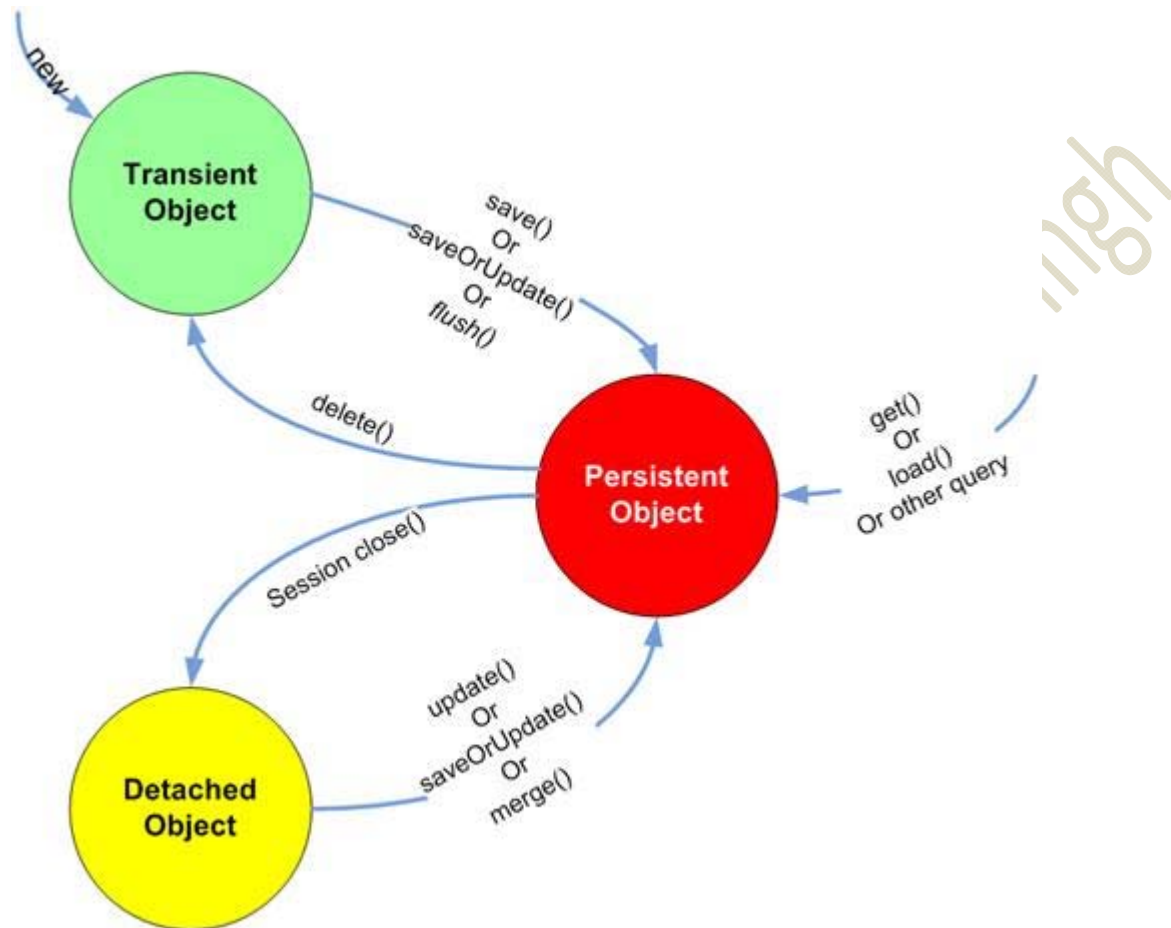 new
Transient
Object
save()
Or
saveOrUpdate()
Or
flush()
delete()
get()
Or
load()
Or other query
Persistent
Object
Session close()
update()
Or
saveOrUpdate()
Or
merge()
Detached
Object